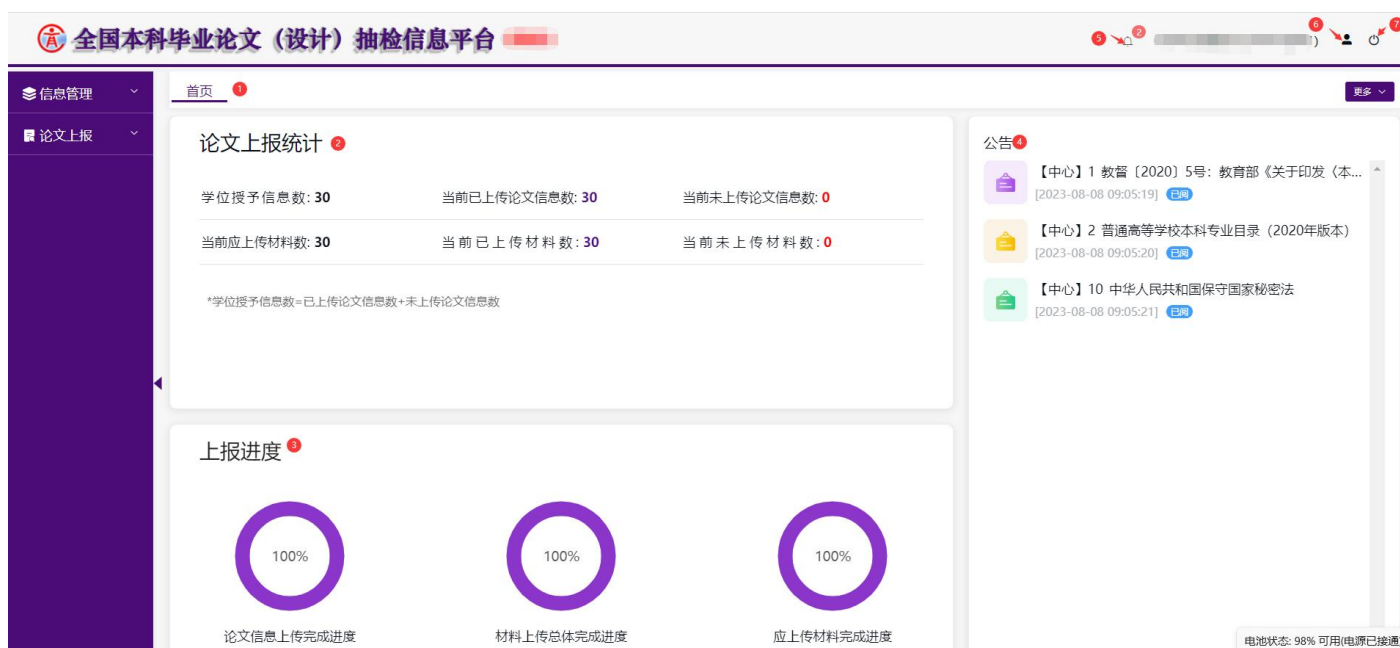 全国本科毕业论文（设计）抽检信息平台
5 2 ) 6 7
信息管理
论文上报
首页 1
更多
论文上报统计 2
学位授予信息数: 30 当前已上传论文信息数: 30 当前未上传论文信息数: 0
当前应上传材料数: 30 当前已上传材料数: 30 当前未上传材料数: 0
*学位授予信息数=已上传论文信息数+未上传论文信息数
上报进度 3
100% 100% 100%
论文信息上传完成进度 材料上传总体完成进度 应上传材料完成进度
公告 4
【中心】1 教督〔2020〕5号：教育部《关于印发〈本...
[2023-08-08 09:05:19] 已阅
【中心】2 普通高等学校本科专业目录（2020年版本）
[2023-08-08 09:05:20] 已阅
【中心】10 中华人民共和国保守国家秘密法
[2023-08-08 09:05:21] 已阅
电池状态: 98% 可用(电源已接通